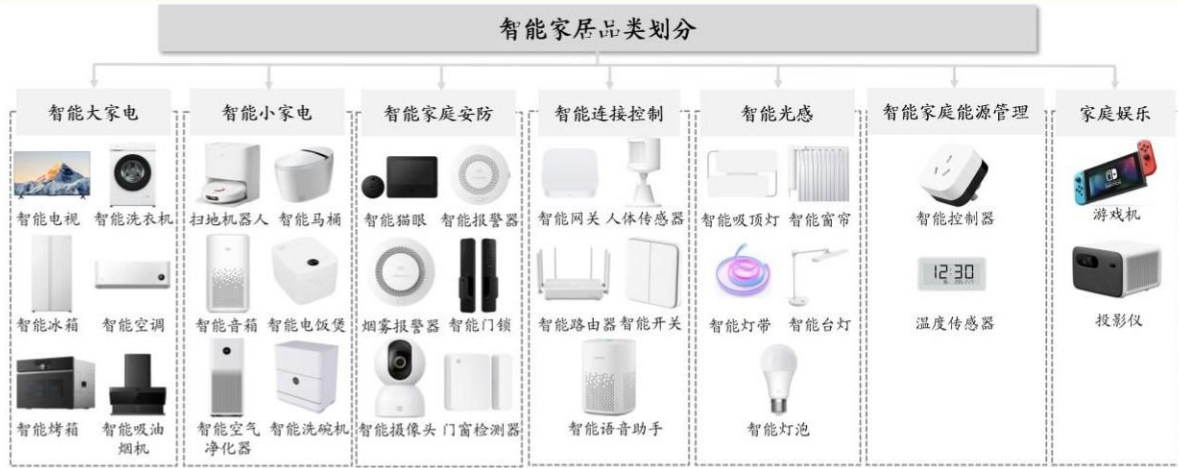 智能家居品类划分
智能大家电
智能电视 智能洗衣机
智能冰箱 智能空调
智能烤箱 智能吸油烟机
智能小家电
扫地机器人 智能马桶
智能音箱 智能电饭煲
智能空气净化器 智能洗碗机
智能家庭安防
智能猫眼 智能报警器
烟雾报警器 智能门锁
智能摄像头 门窗检测器
智能连接控制
智能网关 人体传感器
智能路由器 智能开关
智能语音助手
智能光感
智能吸顶灯 智能窗帘
智能灯带 智能台灯
智能灯泡
智能家庭能源管理
智能控制器
12:30
温度传感器
家庭娱乐
游戏机
投影仪